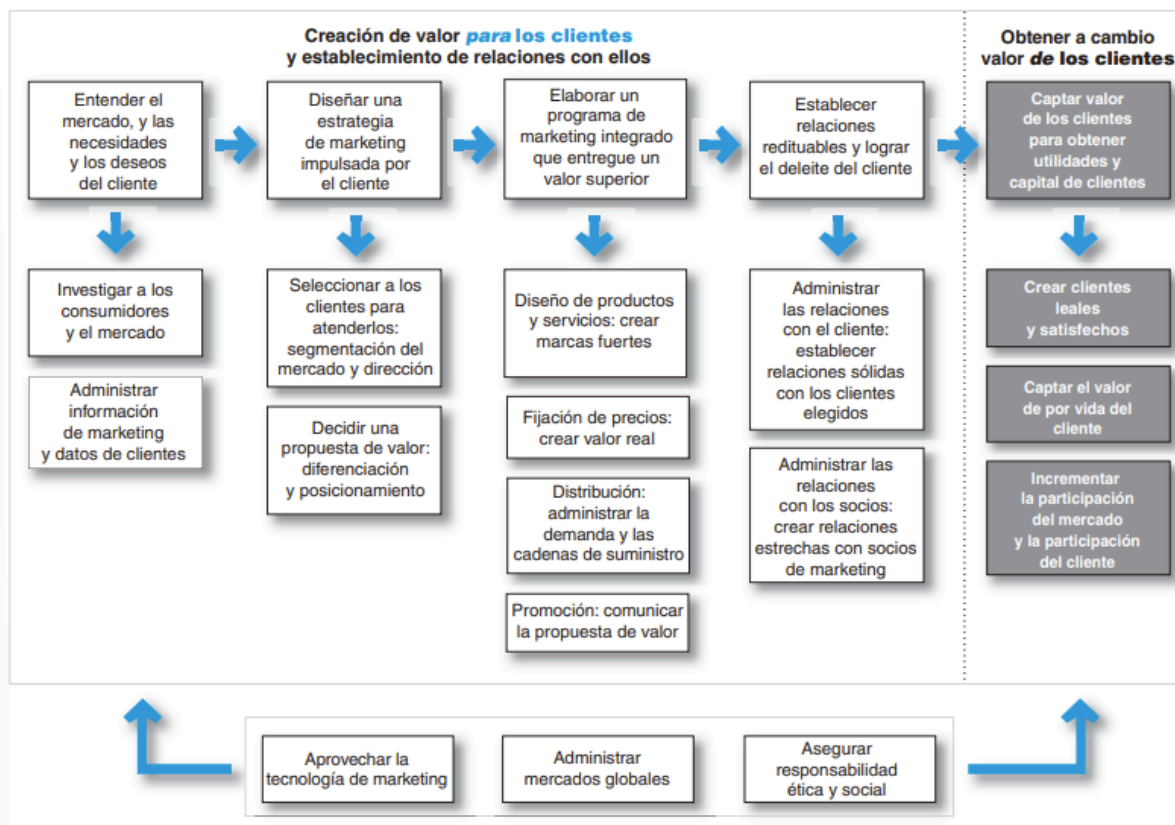 Creación de valor para los clientes
y establecimiento de relaciones con ellos
Obtener a cambio
valor de los clientes
Entender el
mercado, y las
necesidades
y los deseos
del cliente
Diseñar una
estrategia
de marketing
impulsada por
el cliente
Elaborar un
programa de
marketing integrado
que entregue un
valor superior
Establecer
relaciones
redituables y lograr
el deleite del cliente
Captar valor
de los clientes
para obtener
utilidades y
capital de clientes
Investigar a los
consumidores
y el mercado
Administrar
información
de marketing
y datos de clientes
Seleccionar a los
clientes para
atenderlos:
segmentación del
mercado y dirección
Decidir una
propuesta de valor:
diferenciación
y posicionamiento
Diseño de productos
y servicios: crear
marcas fuertes
Fijación de precios:
crear valor real
Distribución:
administrar la
demanda y las
cadenas de suministro
Promoción: comunicar
la propuesta de valor
Administrar
las relaciones
con el cliente:
establecer
relaciones sólidas
con los clientes
elegidos
Administrar las
relaciones
con los socios:
crear relaciones
estrechas con socios
de marketing
Crear clientes
leales
y satisfechos
Captar el valor
de por vida del
cliente
Incrementar
la participación
del mercado
y la participación
del cliente
Aprovechar la
tecnología de marketing
Administrar
mercados globales
Asegurar
responsabilidad
ética y social